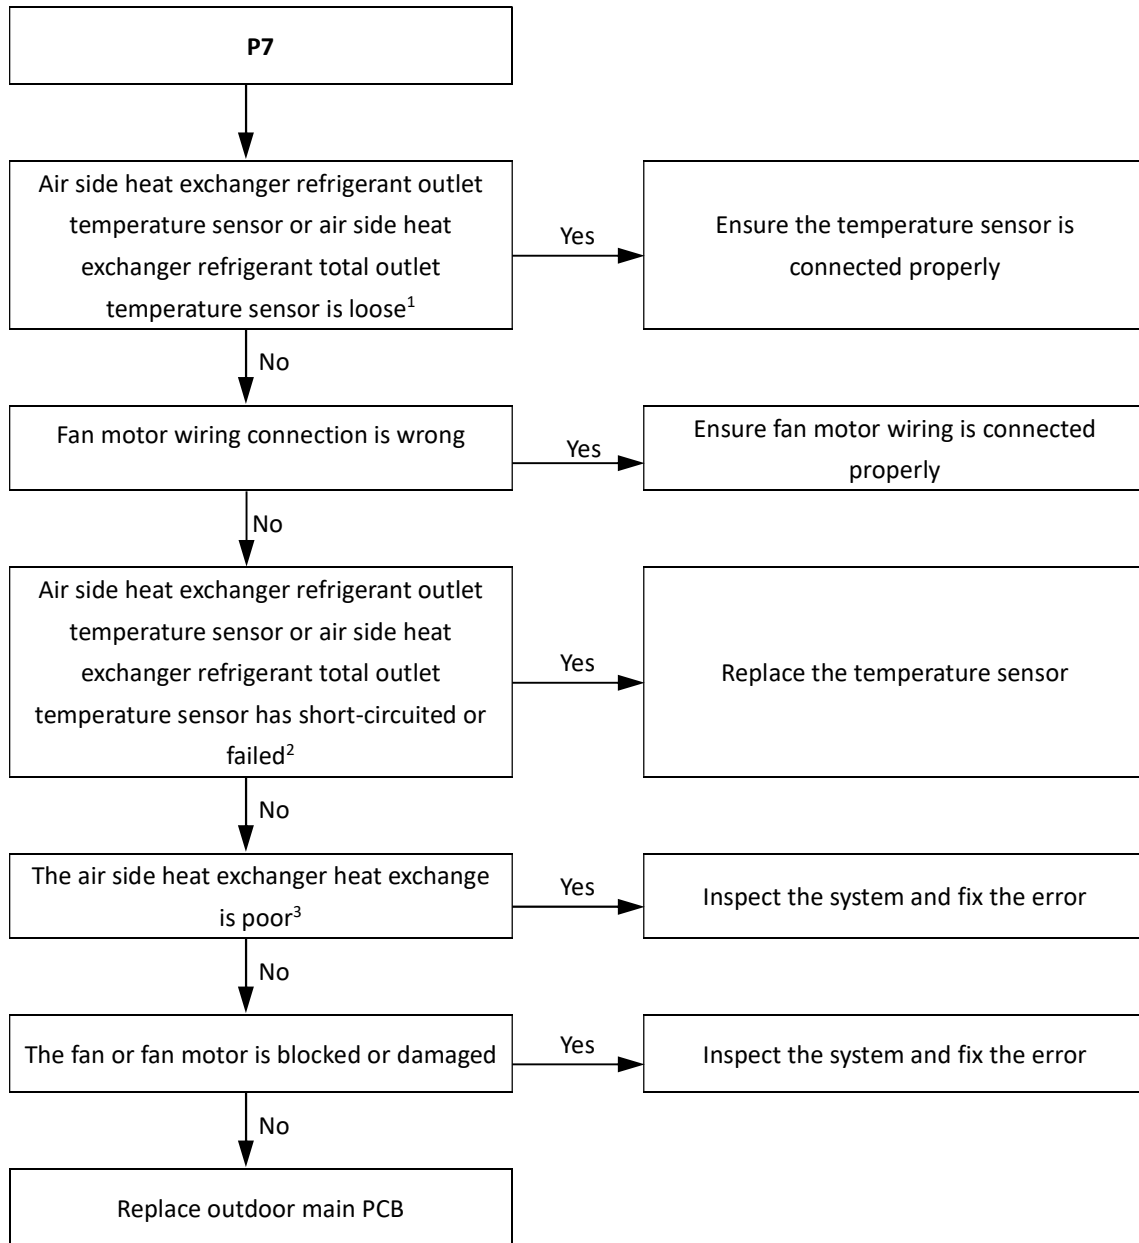 P7
Air side heat exchanger refrigerant outlet
temperature sensor or air side heat
exchanger refrigerant total outlet
temperature sensor is loose¹
Yes
Ensure the temperature sensor is
connected properly
No
Fan motor wiring connection is wrong
Yes
Ensure fan motor wiring is connected
properly
No
Air side heat exchanger refrigerant outlet
temperature sensor or air side heat
exchanger refrigerant total outlet
temperature sensor has short-circuited or
failed²
Yes
Replace the temperature sensor
No
The air side heat exchanger heat exchange
is poor³
Yes
Inspect the system and fix the error
No
The fan or fan motor is blocked or damaged
Yes
Inspect the system and fix the error
No
Replace outdoor main PCB